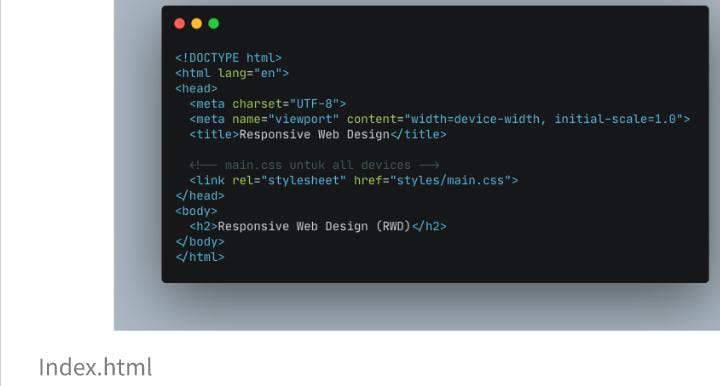 <!DOCTYPE html>
<html lang="en">
<head>
  <meta charset="UTF-8">
  <meta name="viewport" content="width=device-width, initial-scale=1.0">
  <title>Responsive Web Design</title>

  <!-- main.css untuk all devices -->
  <link rel="stylesheet" href="styles/main.css">
</head>
<body>
  <h2>Responsive Web Design (RWD)</h2>
</body>
</html>
Index.html